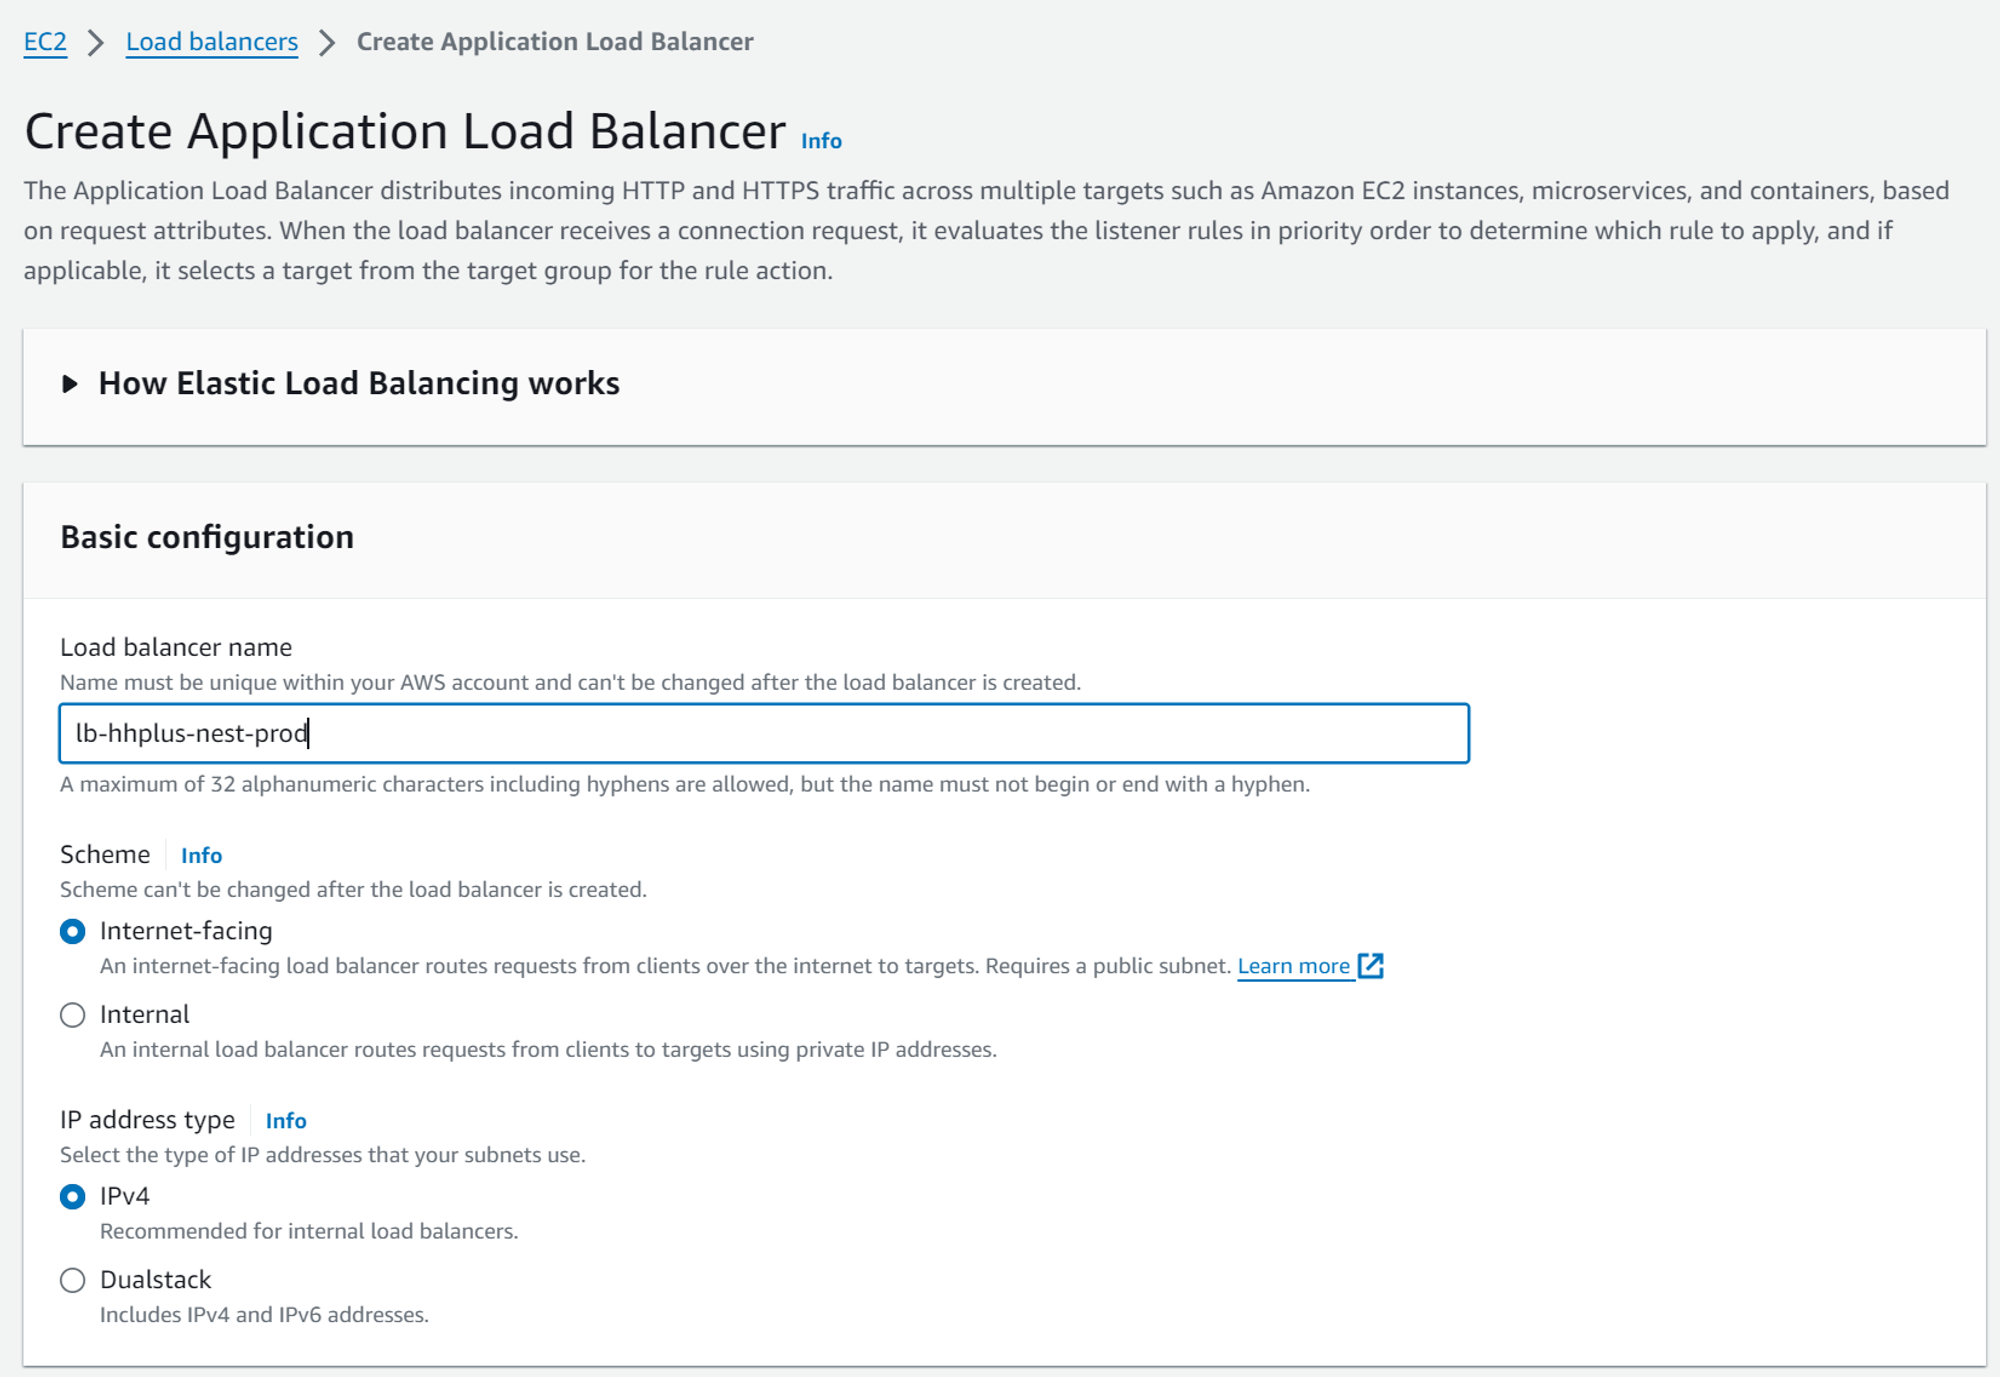 EC2 > Load balancers > Create Application Load Balancer
Create Application Load Balancer Info
The Application Load Balancer distributes incoming HTTP and HTTPS traffic across multiple targets such as Amazon EC2 instances, microservices, and containers, based
on request attributes. When the load balancer receives a connection request, it evaluates the listener rules in priority order to determine which rule to apply, and if
applicable, it selects a target from the target group for the rule action.
How Elastic Load Balancing works
Basic configuration
Load balancer name
Name must be unique within your AWS account and can't be changed after the load balancer is created.
lb-hhplus-nest-prod
A maximum of 32 alphanumeric characters including hyphens are allowed, but the name must not begin or end with a hyphen.
Scheme Info
Scheme can't be changed after the load balancer is created.
Internet-facing
An internet-facing load balancer routes requests from clients over the internet to targets. Requires a public subnet. Learn more
Internal
An internal load balancer routes requests from clients to targets using private IP addresses.
IP address type Info
Select the type of IP addresses that your subnets use.
IPv4
Recommended for internal load balancers.
Dualstack
Includes IPv4 and IPv6 addresses.